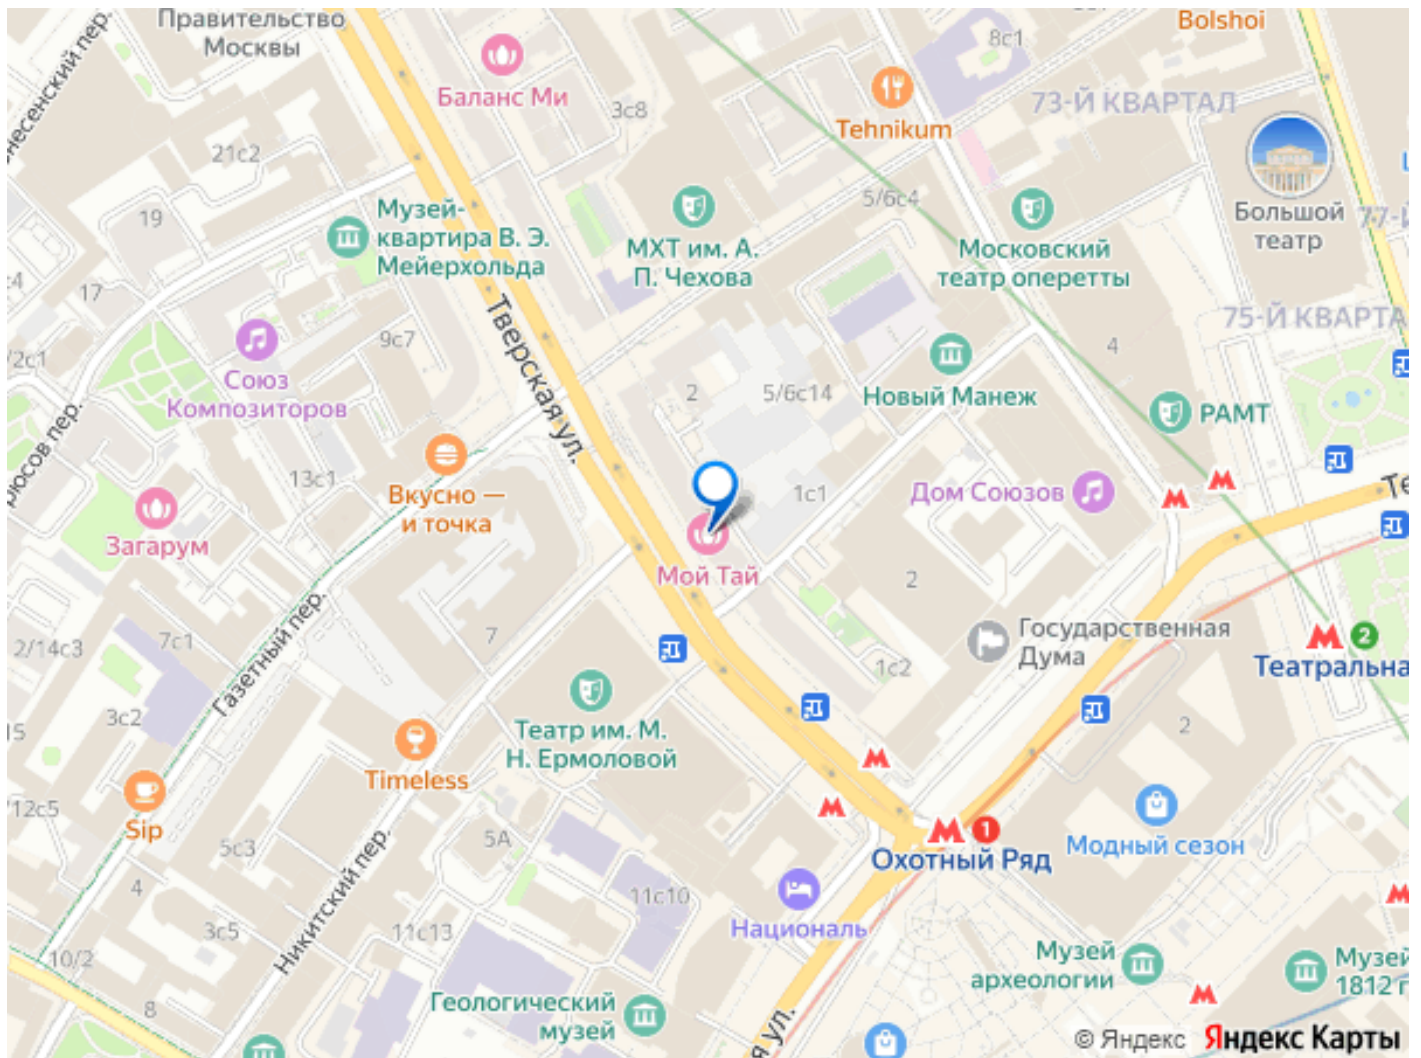 Правительство
Москвы
Bolshoi
8с1
Баланс Ми
3с8
Tehnikum
73-Й КВАРТАЛ
21с2
19
Музей-
квартира В. Э.
Мейерхольда
МХТ им. А.
П. Чехова
5/6с4
Московский
театр оперетты
Большой
театр
17
Тверская ул.
9с7
Союз
Композиторов
2
5/6с14
Новый Манеж
4
РАМТ
13с1
Вкусно —
и точка
Загарум
1с1
Дом Союзов
Мой Тай
2
Государственная
Дума
1с2
2
7с1
2/14с3
7
Газетный пер.
3с2
15
Театр им. М.
Н. Ермоловой
2
Timeless
Sip
5с3
5А
1
Охотный Ряд
Модный сезон
4
Никитский пер.
3с5
11с13
11с10
Националь
10/2
8
Геологический
музей
Музей
археологии
1812 г
© Яндекс Яндекс Карты